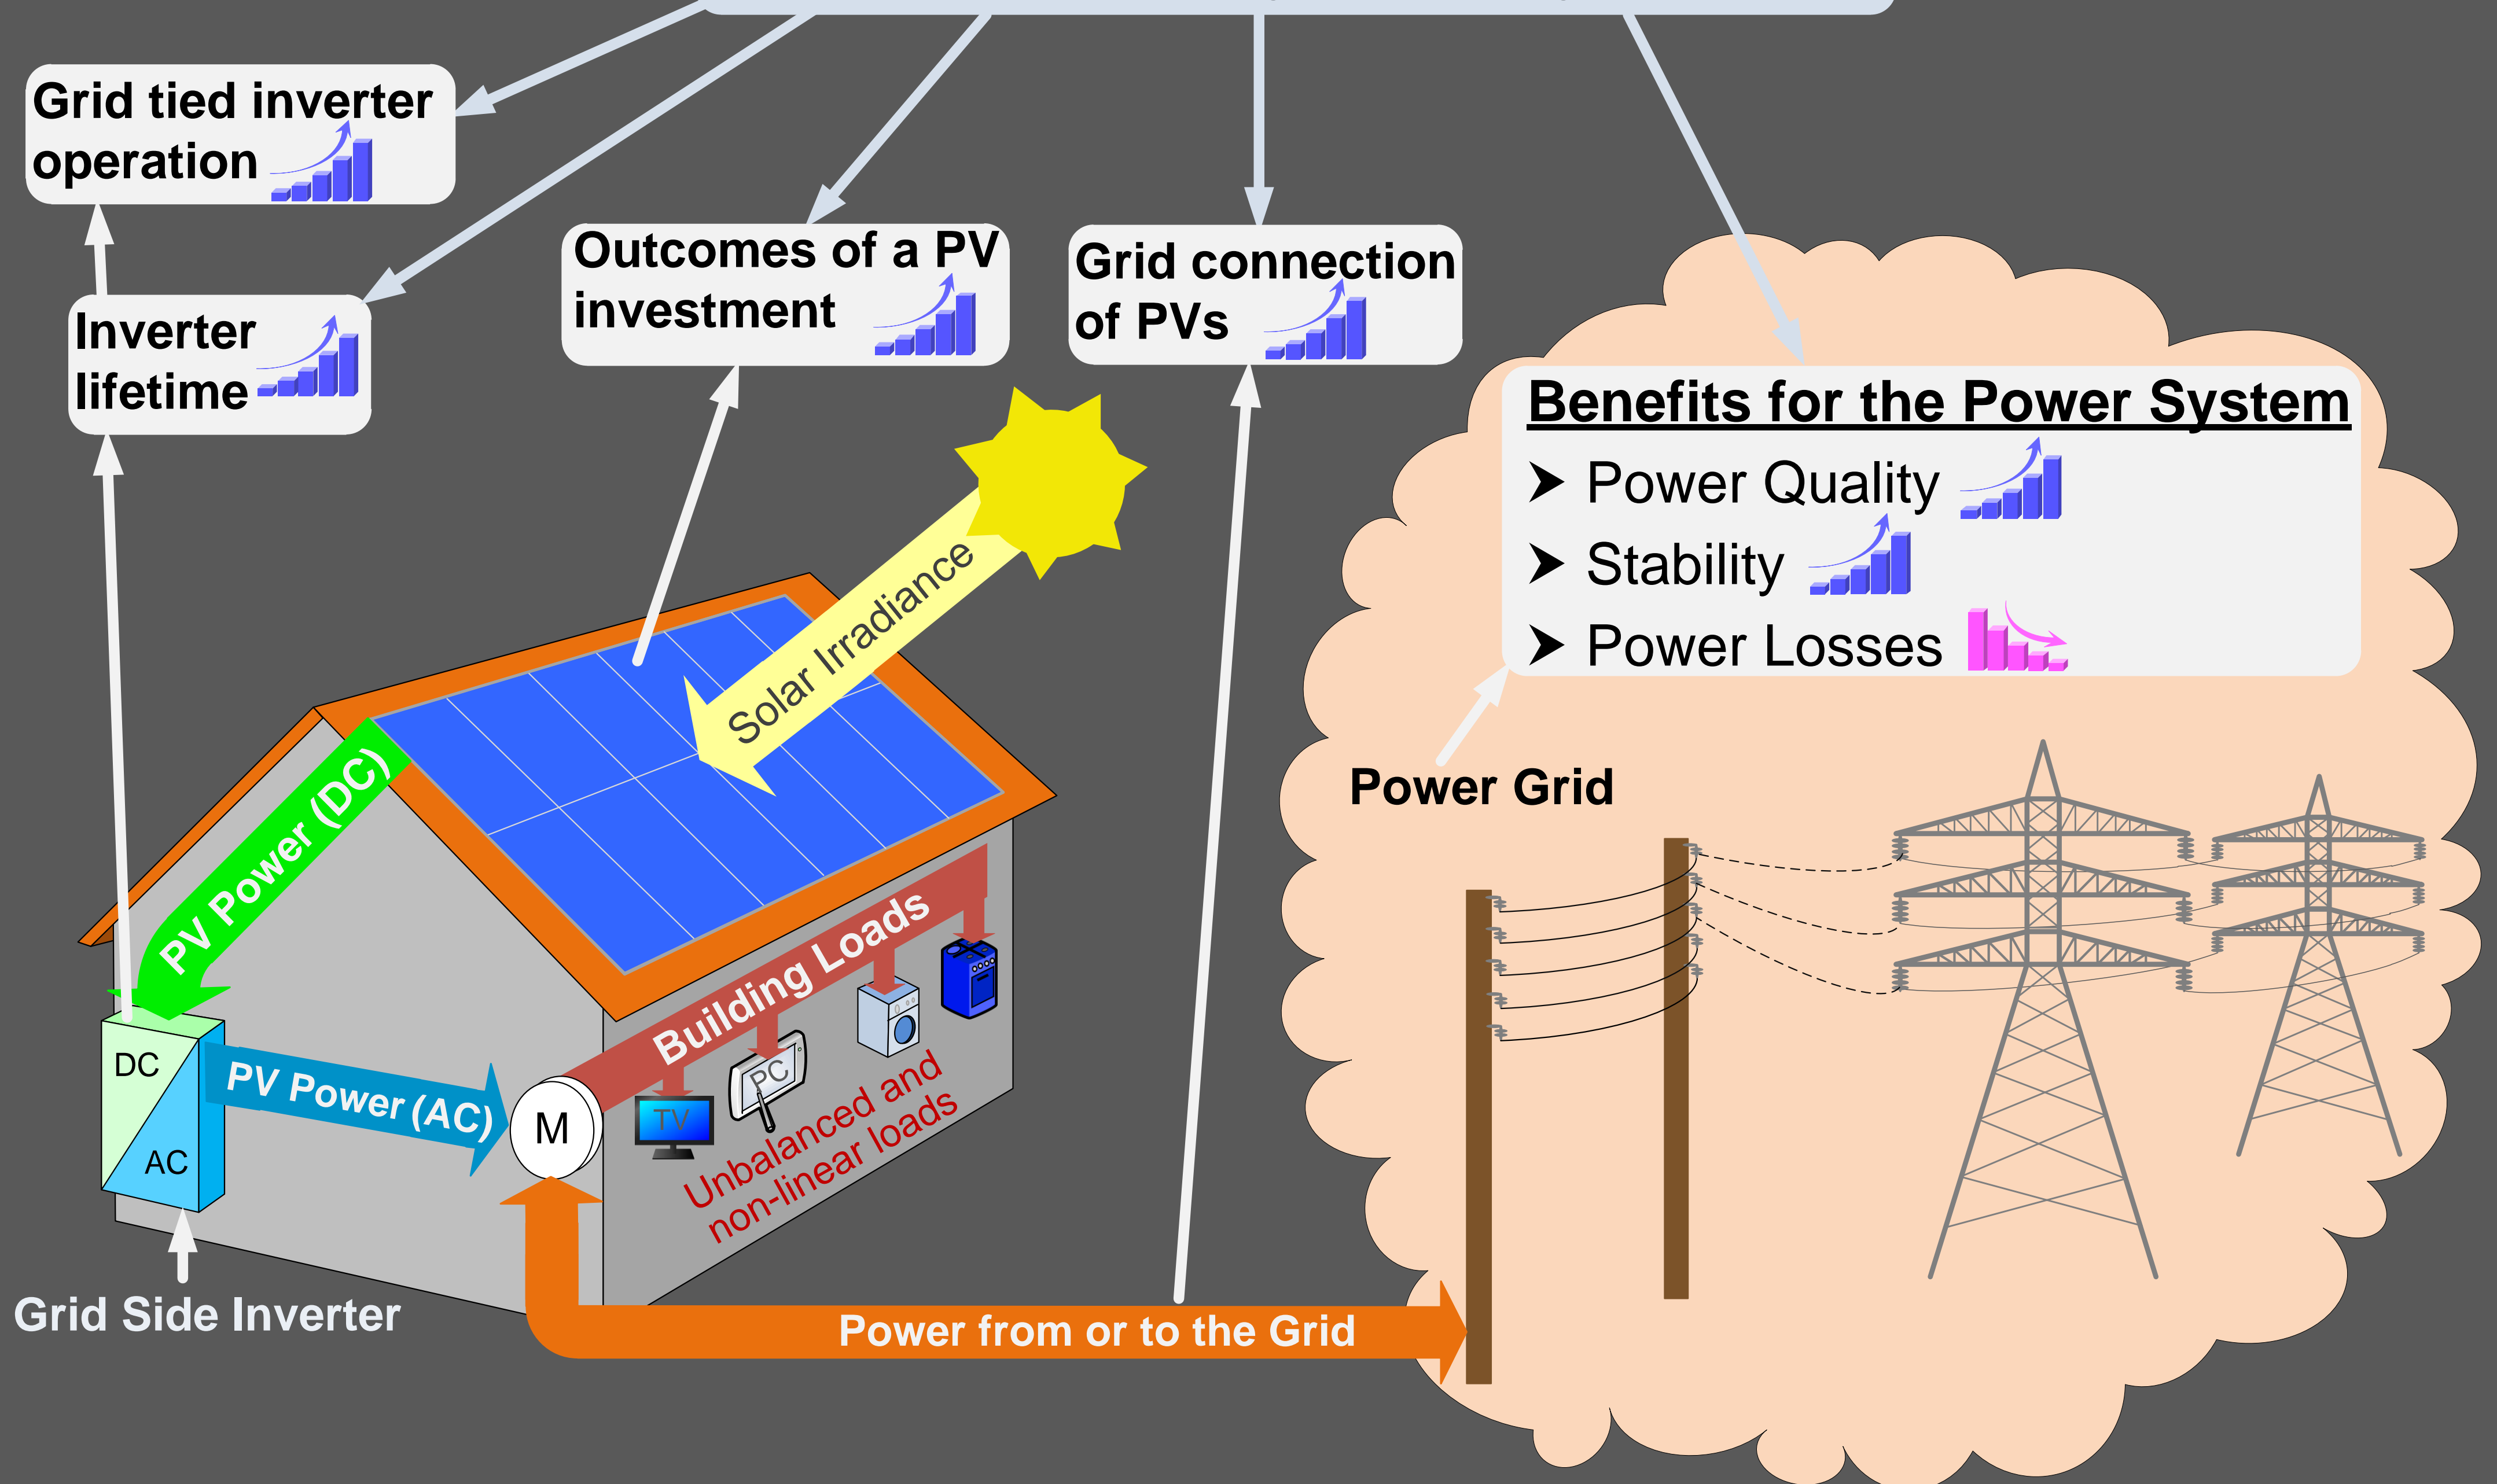 Grid tied inverter
operation
Inverter
lifetime
Outcomes of a PV
investment
Grid connection
of PVs
Benefits for the Power System
Power Quality
Stability
Power Losses
Solar Irradiance
PV Power (DC)
Power Grid
Building Loads
DC
AC
PV Power (AC)
M
TV
PC
Unbalanced and
non-linear loads
Grid Side Inverter
Power from or to the Grid